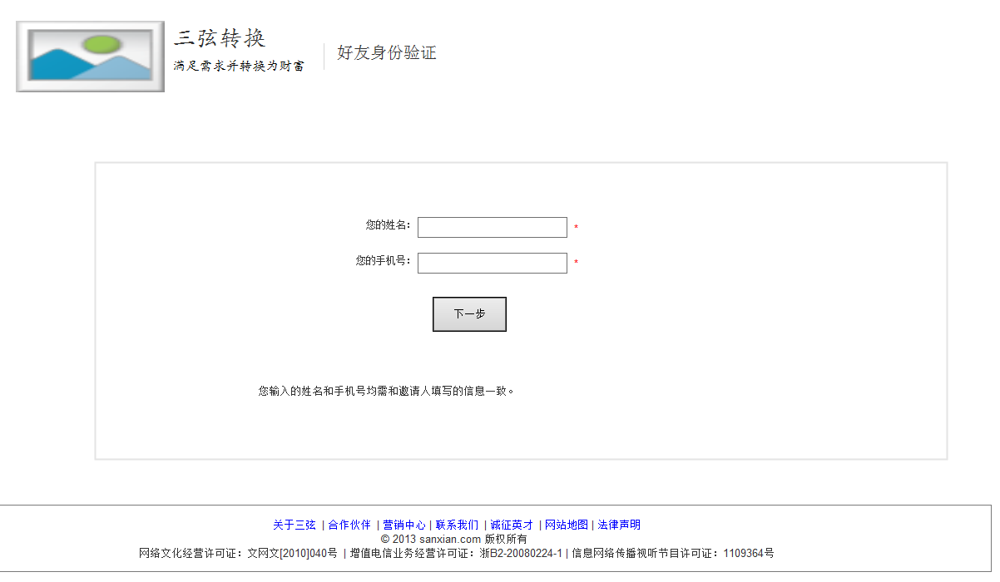 三弦转换
满足需求并转换为财富
好友身份验证
您的姓名： *
您的手机号： *
下一步
您输入的姓名和手机号均需和邀请人填写的信息一致。
关于三弦 | 合作伙伴 | 营销中心 | 联系我们 | 诚征英才 | 网站地图 | 法律声明
© 2013 sanxian.com 版权所有
网络文化经营许可证：文网文[2010]040号 | 增值电信业务经营许可证：浙B2-20080224-1 | 信息网络传播视听节目许可证：1109364号